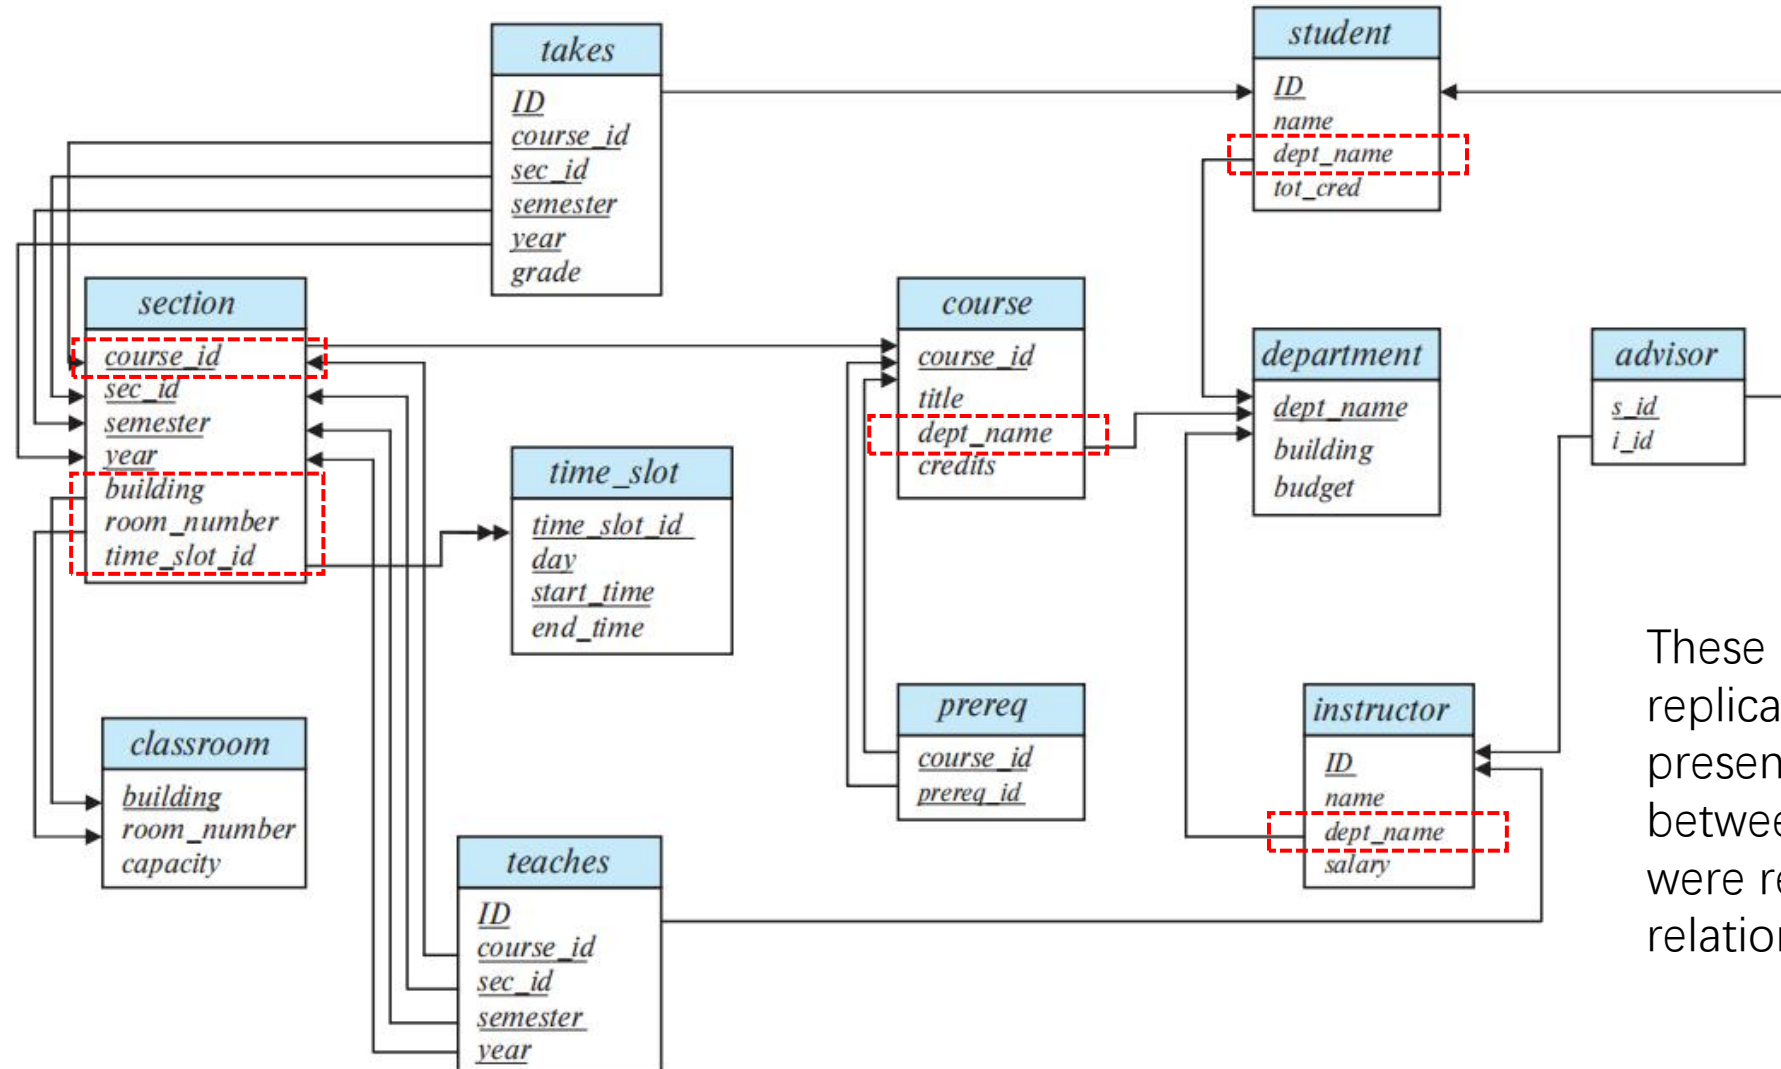 takes
ID
course_id
sec_id
semester
year
grade
student
ID
name
dept_name
tot_cred
section
course_id
sec_id
semester
year
building
room_number
time_slot_id
course
course_id
title
dept_name
credits
department
dept_name
building
budget
advisor
s_id
i_id
time_slot
time_slot_id
day
start_time
end_time
These
replica
presen
betwee
were re
relation
classroom
building
room_number
capacity
prereq
course_id
prereq_id
instructor
ID
name
dept_name
salary
teaches
ID
course_id
sec_id
semester
year